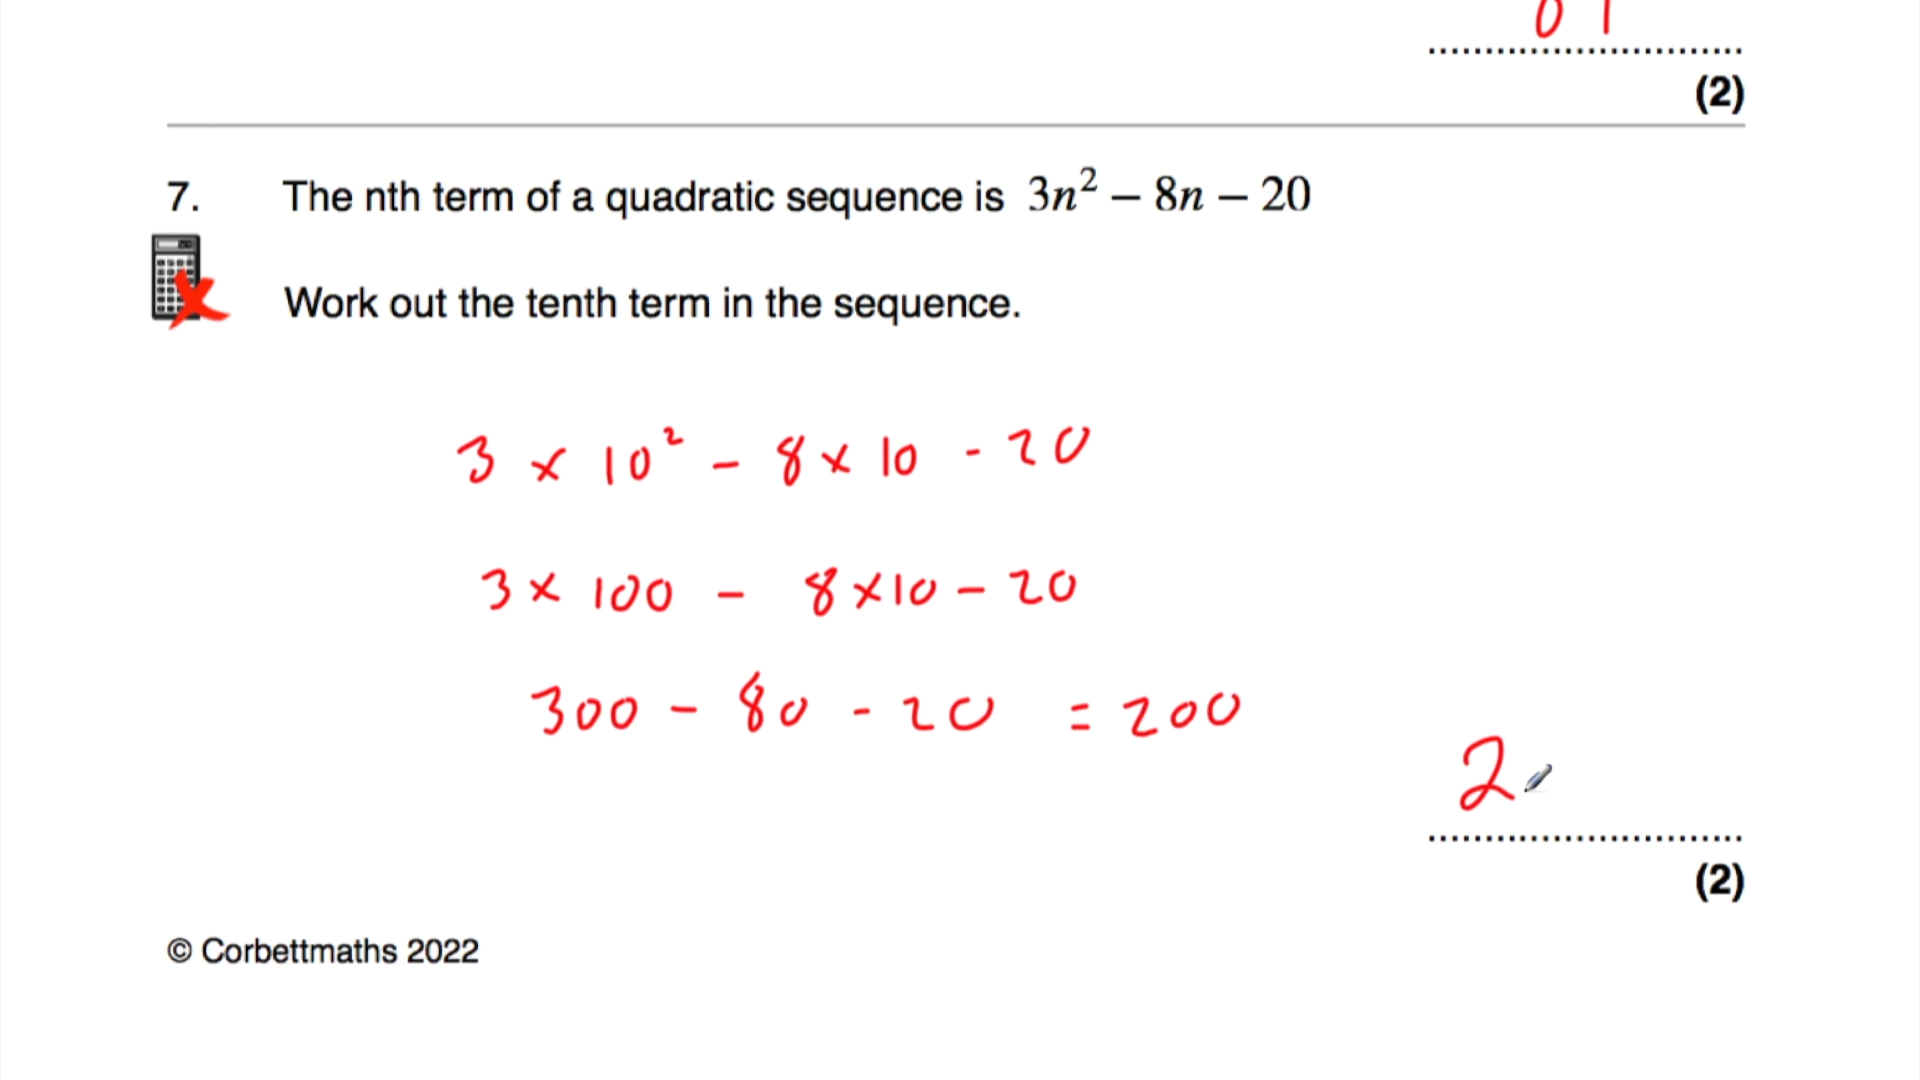 (2)
7. The nth term of a quadratic sequence is 3n² – 8n – 20
Work out the tenth term in the sequence.
3 × 10² - 8 × 10 - 20
3 × 100 - 8 × 10 - 20
300 - 80 - 20 = 200
2
(2)
© Corbettmaths 2022